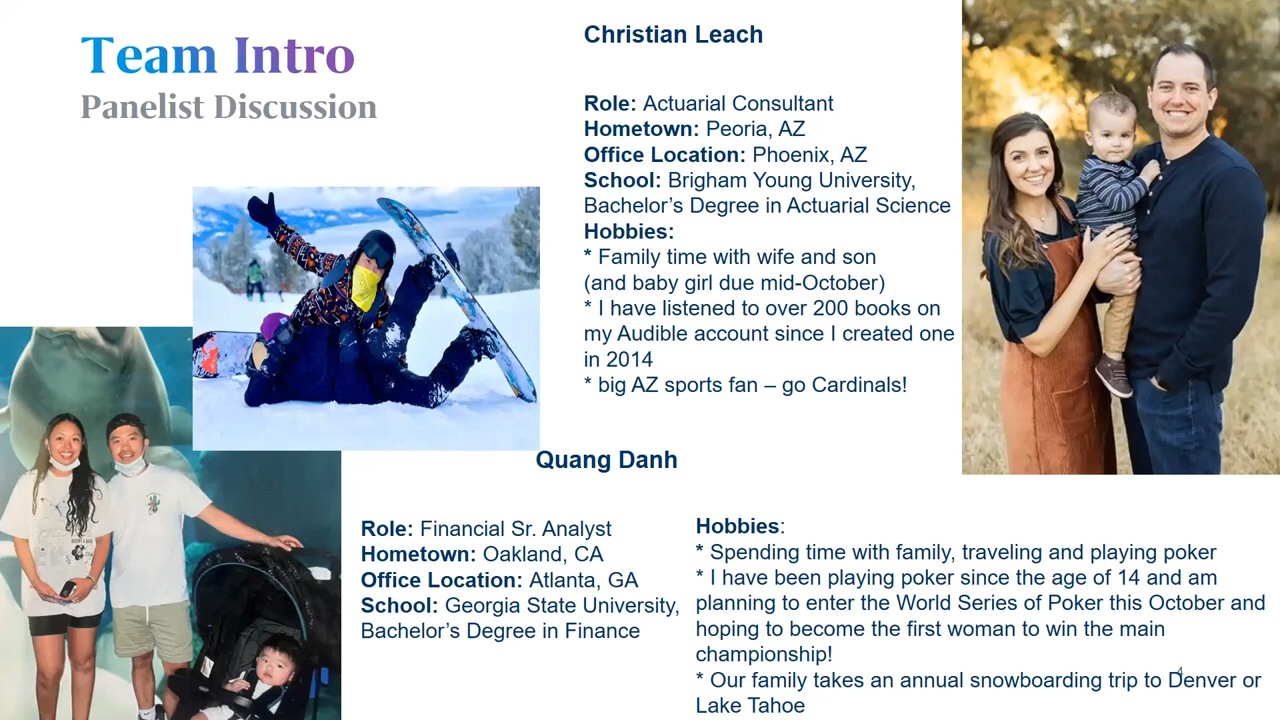 Team Intro
Panelist Discussion
Christian Leach
Role: Actuarial Consultant
Hometown: Peoria, AZ
Office Location: Phoenix, AZ
School: Brigham Young University,
Bachelor’s Degree in Actuarial Science
Hobbies:
* Family time with wife and son
(and baby girl due mid-October)
* I have listened to over 200 books on
my Audible account since I created one
in 2014
* big AZ sports fan – go Cardinals!
Quang Danh
Role: Financial Sr. Analyst
Hometown: Oakland, CA
Office Location: Atlanta, GA
School: Georgia State University,
Bachelor’s Degree in Finance
Hobbies:
* Spending time with family, traveling and playing poker
* I have been playing poker since the age of 14 and am
planning to enter the World Series of Poker this October and
hoping to become the first woman to win the main
championship!
* Our family takes an annual snowboarding trip to Denver or
Lake Tahoe
4